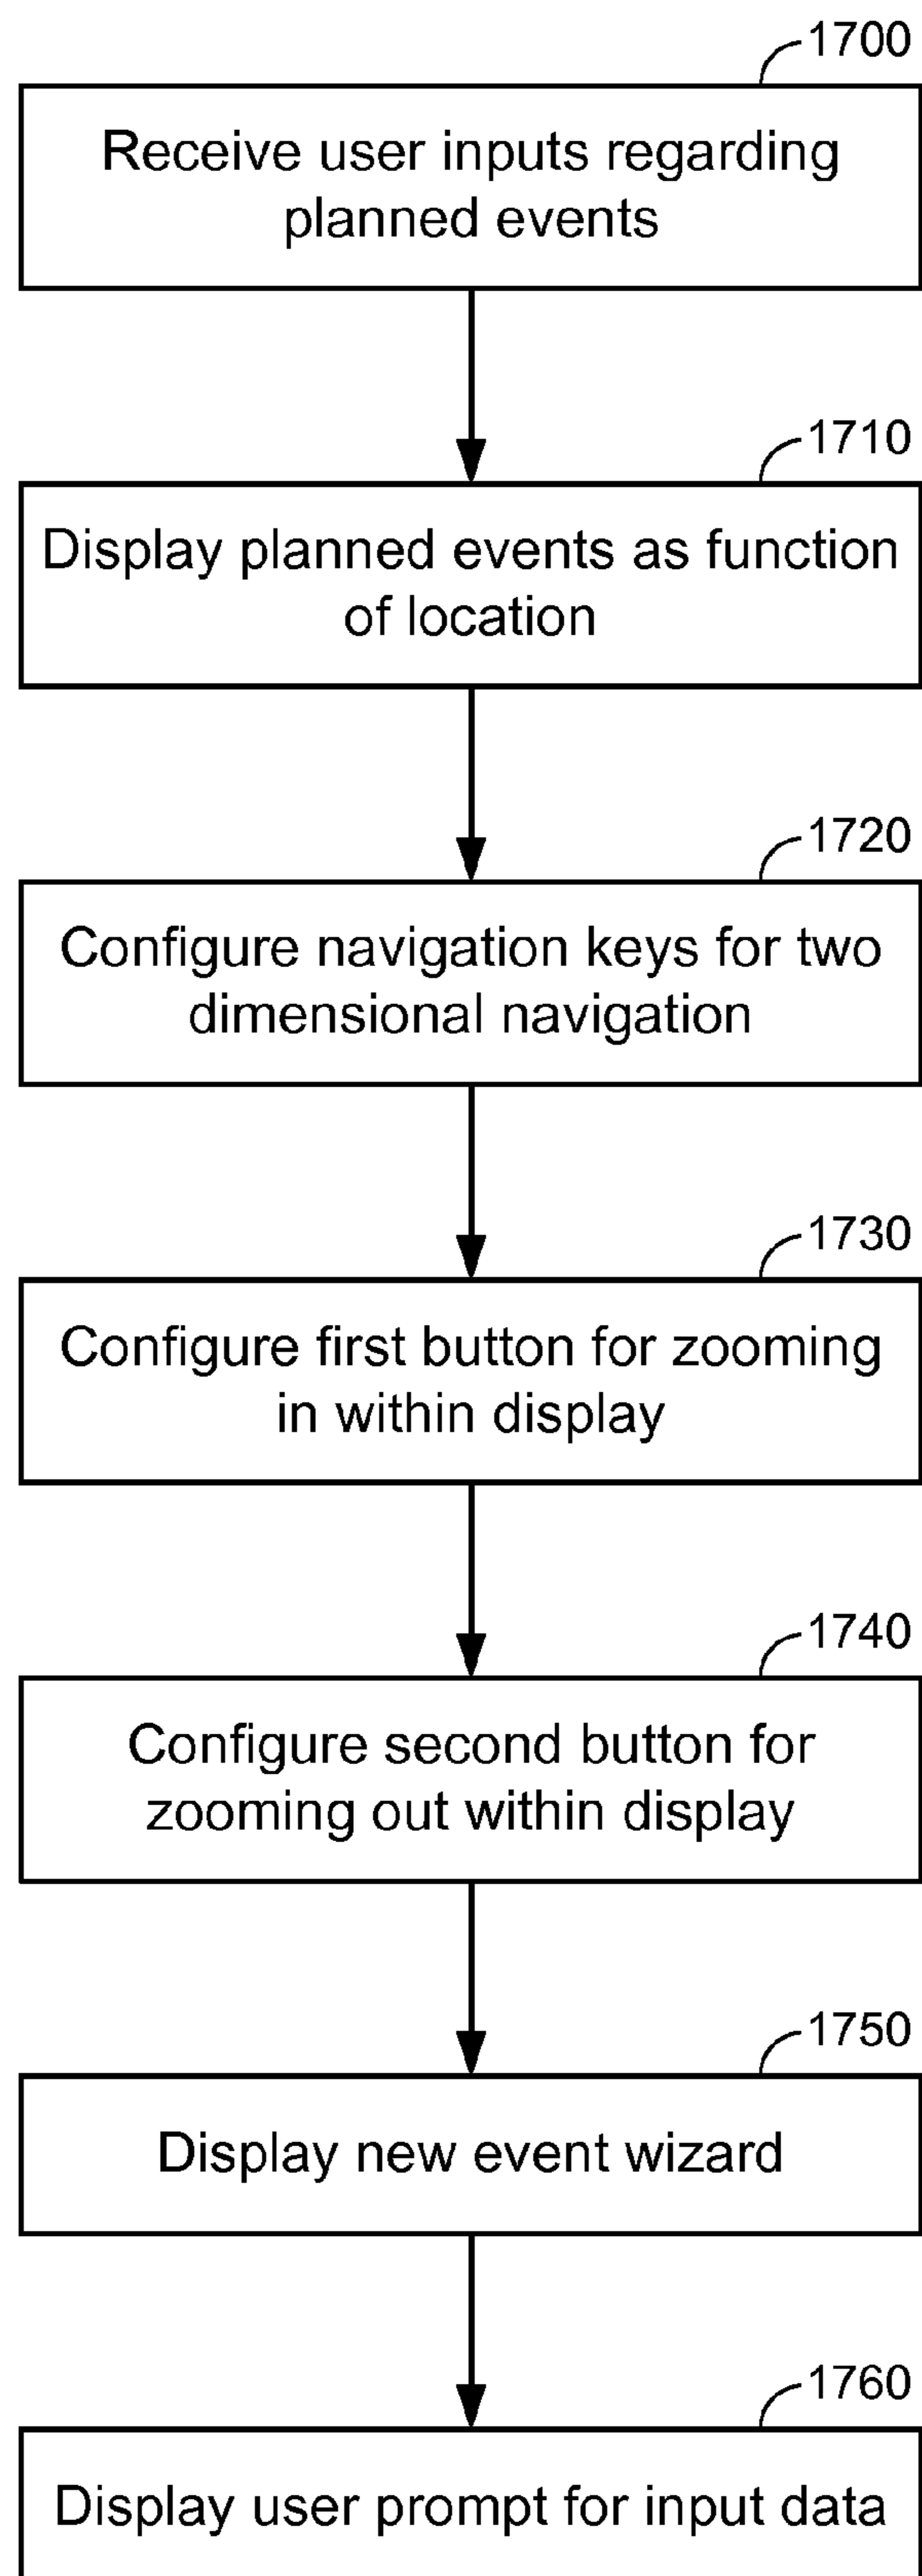 1700
Receive user inputs regarding
planned events
1710
Display planned events as function
of location
1720
Configure navigation keys for two
dimensional navigation
1730
Configure first button for zooming
in within display
1740
Configure second button for
zooming out within display
1750
Display new event wizard
1760
Display user prompt for input data